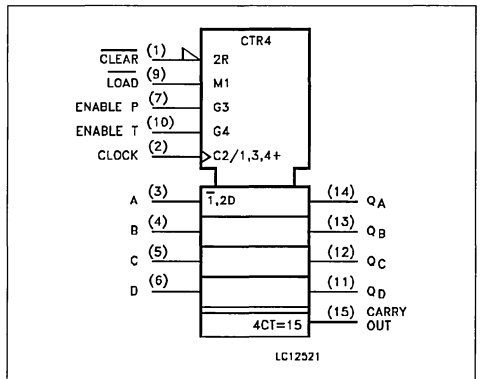 CTR4
CLEAR (1) 2R
LOAD (9) M1
ENABLE P (7) G3
ENABLE T (10) G4
CLOCK (2) C2/1,3,4+
A (3) 1,2D (14) QA
B (4) (13) QB
C (5) (12) QC
D (6) (11) QD
4CT=15 (15) CARRY OUT
LC12521